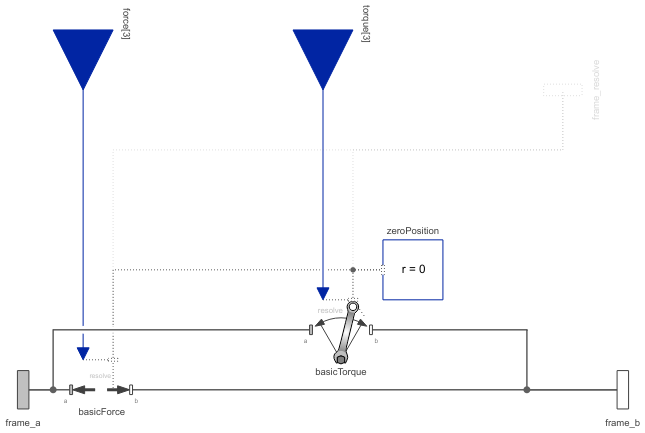 force[3]
torque[3]
frame_resolve
zeroPosition
r = 0
resolve
a
b
basicTorque
resolve
a
b
basicForce
frame_a
frame_b